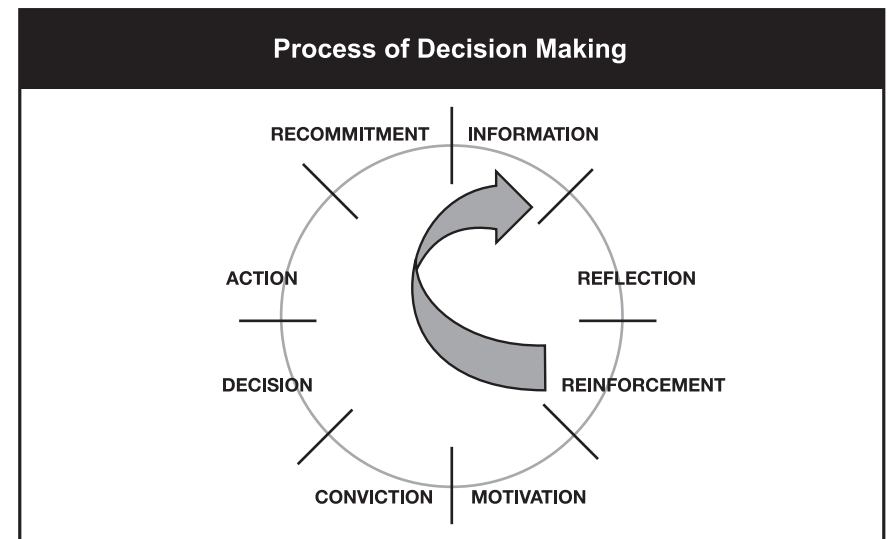 Process of Decision Making
RECOMMITMENT
INFORMATION
ACTION
REFLECTION
DECISION
REINFORCEMENT
CONVICTION
MOTIVATION